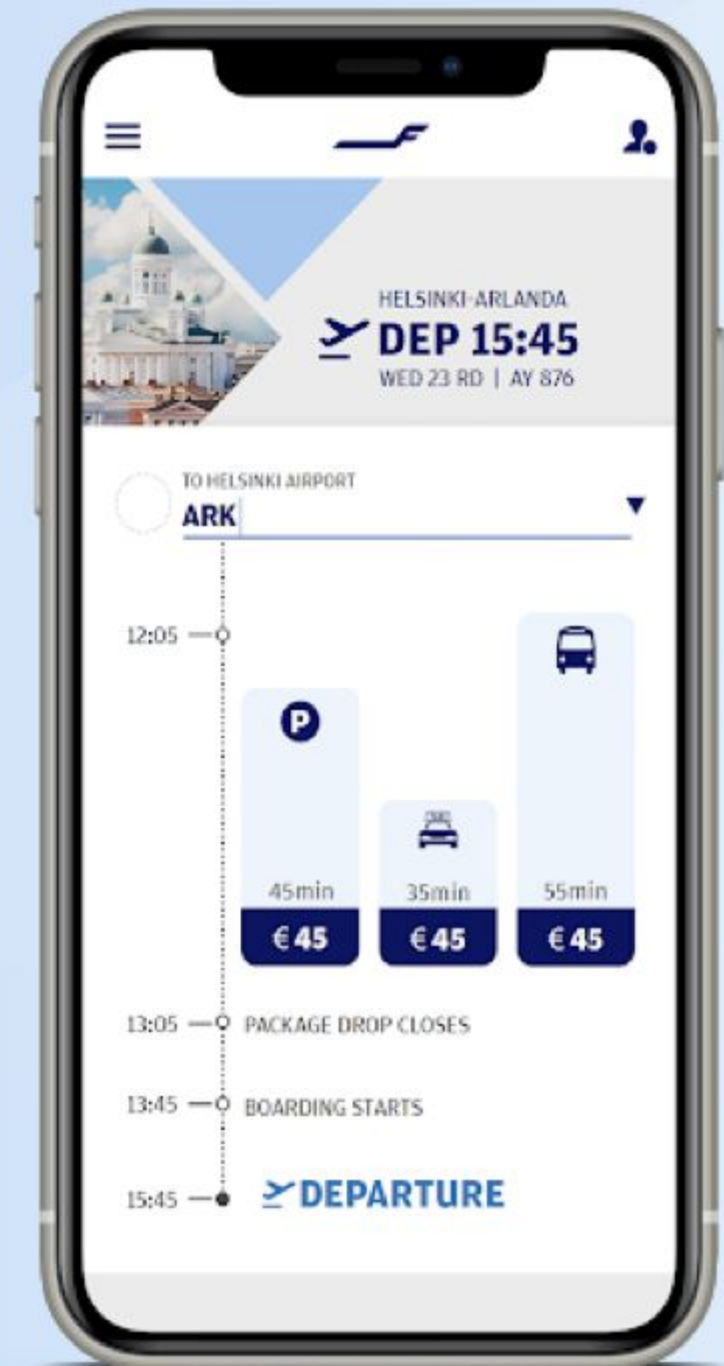 HELSINKI-ARLANDA
DEP 15:45
WED 23 RD | AY 876
TO HELSINKI AIRPORT
ARK
12:05
P
TAXI
45min 35min 55min
€45 €45 €45
13:05 PACKAGE DROP CLOSES
13:45 BOARDING STARTS
15:45 DEPARTURE